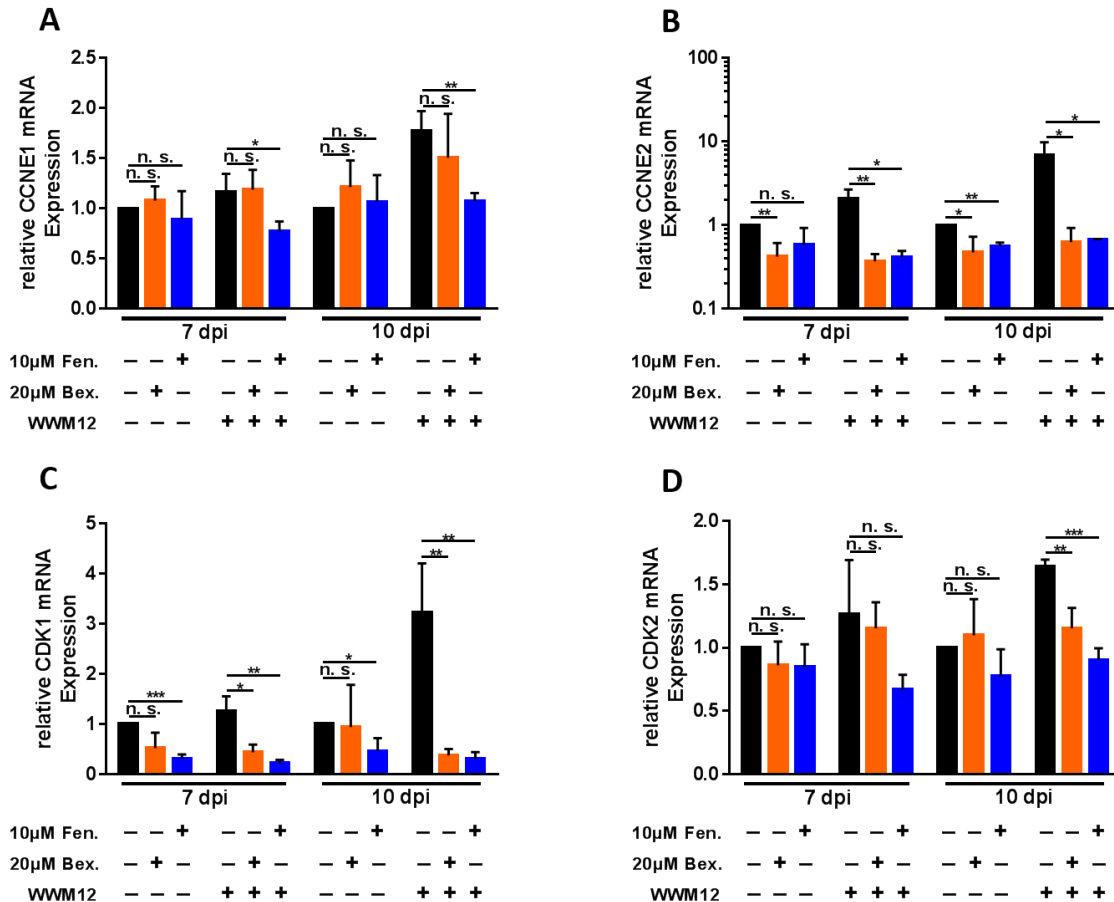 A
relative CCNE1 mRNA
Expression
2.5
2.0
1.5
1.0
0.5
0.0
n. s.
n. s.
*
n. s.
n. s.
n. s.
**
n. s.
7 dpi
10 dpi
10µM Fen. – – + – – + – – + – – +
20µM Bex. – + – – + – – + – – + –
WWM12 – – – + + + – – – + + +
B
relative CCNE2 mRNA
Expression
100
10
1
0.1
n. s.
**
*
**
**
*
*
*
7 dpi
10 dpi
10µM Fen. – – + – – + – – + – – +
20µM Bex. – + – – + – – + – – + –
WWM12 – – – + + + – – – + + +
C
relative CDK1 mRNA
Expression
5
4
3
2
1
0
***
n. s.
**
*
*
n. s.
**
**
7 dpi
10 dpi
10µM Fen. – – + – – + – – + – – +
20µM Bex. – + – – + – – + – – + –
WWM12 – – – + + + – – – + + +
D
relative CDK2 mRNA
Expression
2.0
1.5
1.0
0.5
0.0
n. s.
n. s.
n. s.
n. s.
n. s.
n. s.
***
**
7 dpi
10 dpi
10µM Fen. – – + – – + – – + – – +
20µM Bex. – + – – + – – + – – + –
WWM12 – – – + + + – – – + + +